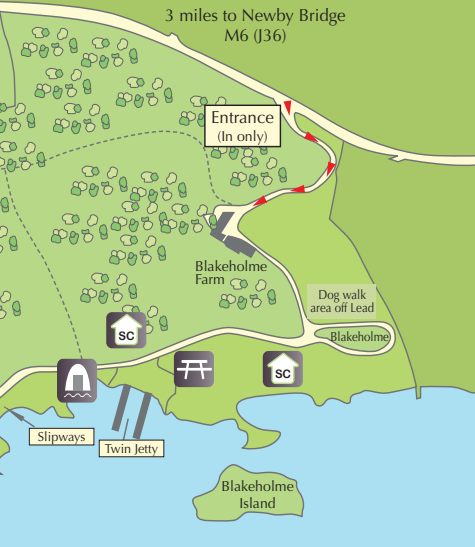 3 miles to Newby Bridge
M6 (J36)
Entrance
(In only)
Blakeholme
Farm
Dog walk
area off Lead
Blakeholme
SC
SC
Slipways
Twin Jetty
Blakeholme
Island